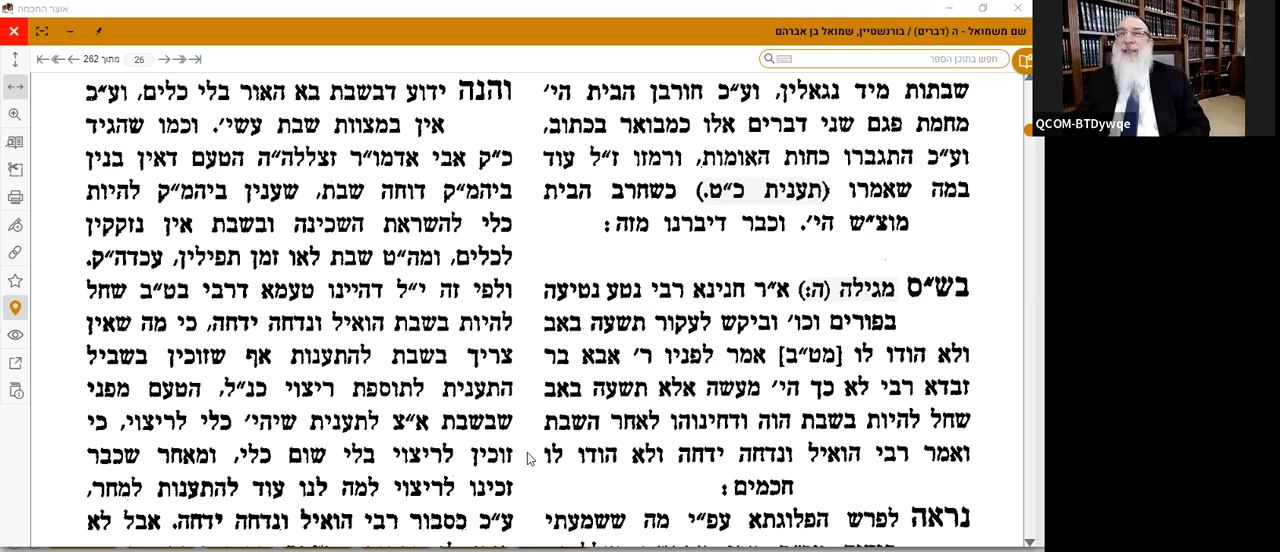 אוצר החכמה
שם משמואל - ה (דברים) / בורנשטיין, שמואל בן אברהם
חפש בתוכן הספר
26
מתוך 262
QCOM-BTDywqe
שבתות מיד נגאלין, וע״כ חורבן הבית הי׳
מחמת פגם שני דברים אלו כמבואר בכתוב,
וע״כ התגברו כחות האומות, ורמזו ז״ל עוד
במה שאמרו (תענית כ״ט.) כשחרב הבית
מוצ״ש הי׳. וכבר דיברנו מזה:
בש״ס מגילה (ה:) א״ר חנינא רבי נטע נטיעה
בפורים וכו׳ וביקש לעקור תשעה באב
ולא הודו לו [מט״ב] אמר לפניו ר׳ אבא בר
זבדא רבי לא כך הי׳ מעשה אלא תשעה באב
שחל להיות בשבת הוה ודחינוהו לאחר השבת
ואמר רבי הואיל ונדחה ידחה ולא הודו לו
חכמים:
נראה לפרש הפלוגתא עפ״י מה ששמעתי
והנה ידוע דבשבת בא האור בלי כלים, וע״כ
אין במצוות שבת עשי׳. וכמו שהגיד
כ״ק אבי אדמו״ר זצללה״ה הטעם דאין בנין
ביהמ״ק דוחה שבת, שענין ביהמ״ק להיות
כלי להשראת השכינה ובשבת אין נזקקין
לכלים, ומה״ט שבת לאו זמן תפילין, עכדה״ק.
ולפי זה י״ל דהיינו טעמא דרבי בט״ב שחל
להיות בשבת הואיל ונדחה ידחה, כי מה שאין
צריך בשבת להתענות אף שזוכין בשביל
התענית לתוספת ריצוי כנ״ל, הטעם מפני
שבשבת א״צ לתענית שיהי׳ כלי לריצוי, כי
זוכין לריצוי בלי שום כלי, ומאחר שכבר
זכינו לריצוי למה לנו עוד להתענות למחר,
ע״כ כסבור רבי הואיל ונדחה ידחה. אבל לא